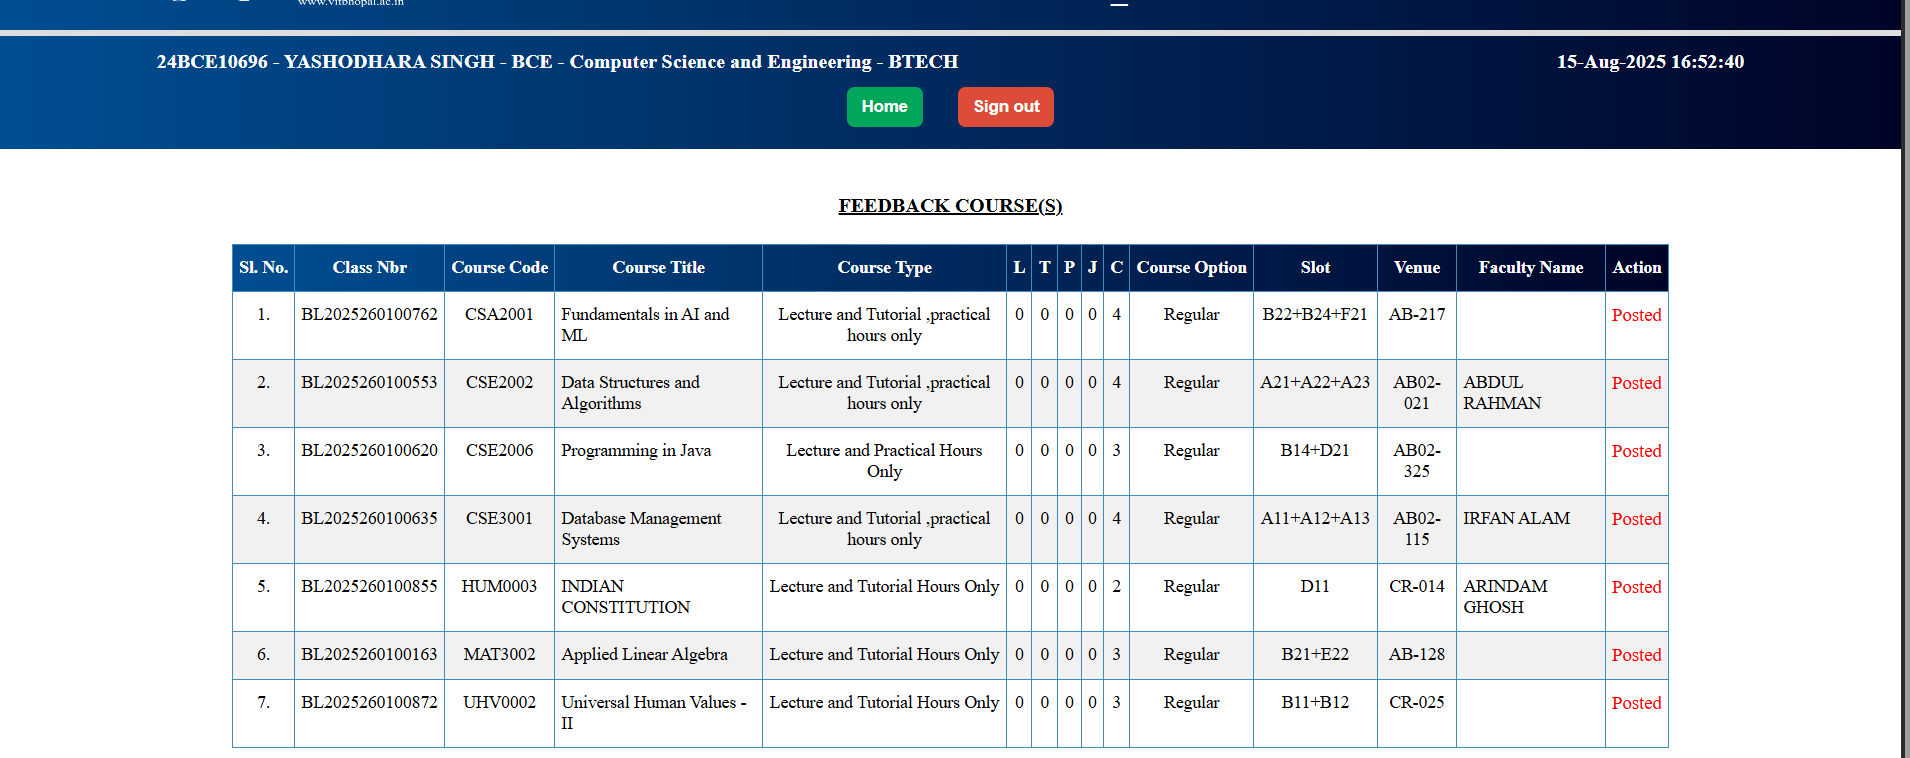 www.vitbhopal.ac.in
24BCE10696 - YASHODHARA SINGH - BCE - Computer Science and Engineering - BTECH 15-Aug-2025 16:52:40
Home Sign out
FEEDBACK COURSE(S)
Sl. No. Class Nbr Course Code Course Title Course Type L T P J C Course Option Slot Venue Faculty Name Action
1. BL2025260100762 CSA2001 Fundamentals in AI and Lecture and Tutorial ,practical 0 0 0 0 4 Regular B22+B24+F21 AB-217 Posted
ML hours only
2. BL2025260100553 CSE2002 Data Structures and Lecture and Tutorial ,practical 0 0 0 0 4 Regular A21+A22+A23 AB02- ABDUL Posted
Algorithms hours only 021 RAHMAN
3. BL2025260100620 CSE2006 Programming in Java Lecture and Practical Hours 0 0 0 0 3 Regular B14+D21 AB02- Posted
Only 325
4. BL2025260100635 CSE3001 Database Management Lecture and Tutorial ,practical 0 0 0 0 4 Regular A11+A12+A13 AB02- IRFAN ALAM Posted
Systems hours only 115
5. BL2025260100855 HUM0003 INDIAN Lecture and Tutorial Hours Only 0 0 0 0 2 Regular D11 CR-014 ARINDAM Posted
CONSTITUTION GHOSH
6. BL2025260100163 MAT3002 Applied Linear Algebra Lecture and Tutorial Hours Only 0 0 0 0 3 Regular B21+E22 AB-128 Posted
7. BL2025260100872 UHV0002 Universal Human Values - Lecture and Tutorial Hours Only 0 0 0 0 3 Regular B11+B12 CR-025 Posted
II